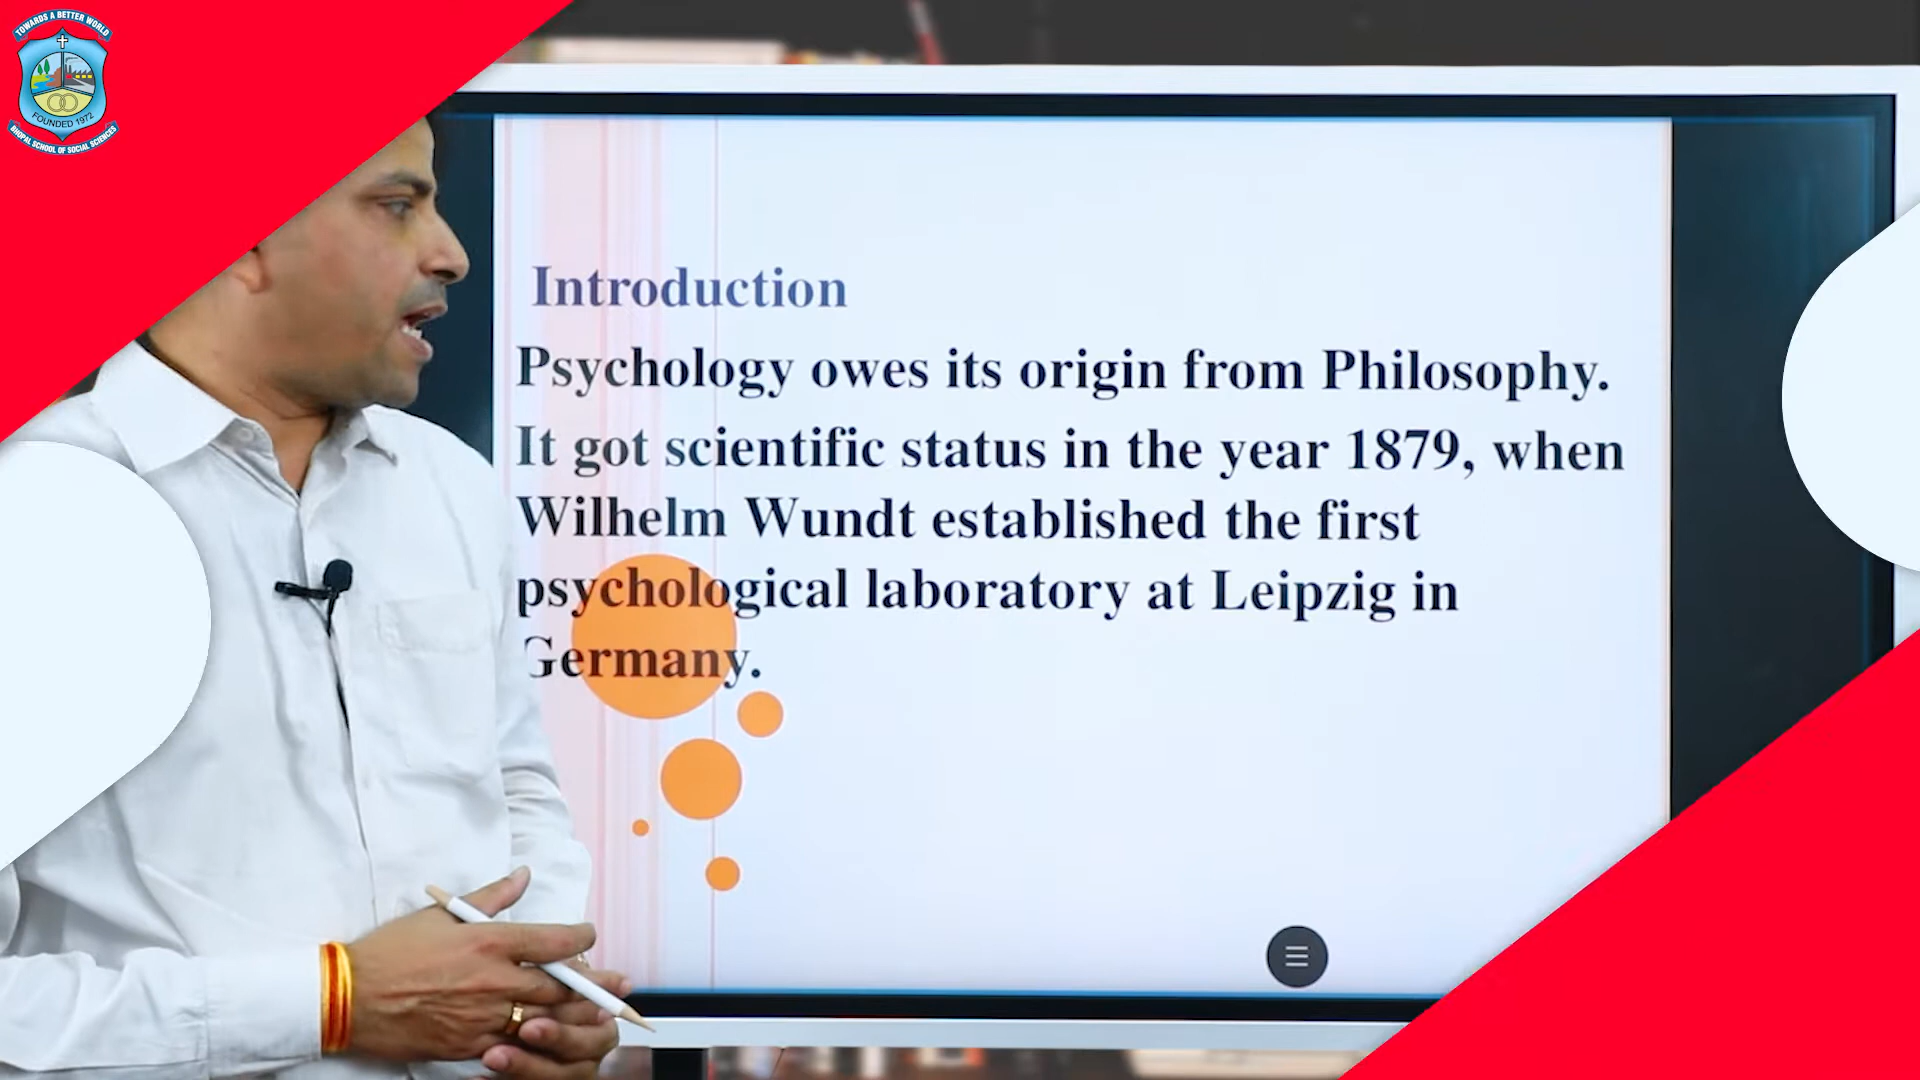 TOWARDS A BETTER WORLD
FOUNDED 1972
BHOPAL SCHOOL OF SOCIAL SCIENCES
Introduction
Psychology owes its origin from Philosophy.
It got scientific status in the year 1879, when
Wilhelm Wundt established the first
psychological laboratory at Leipzig in
Germany.